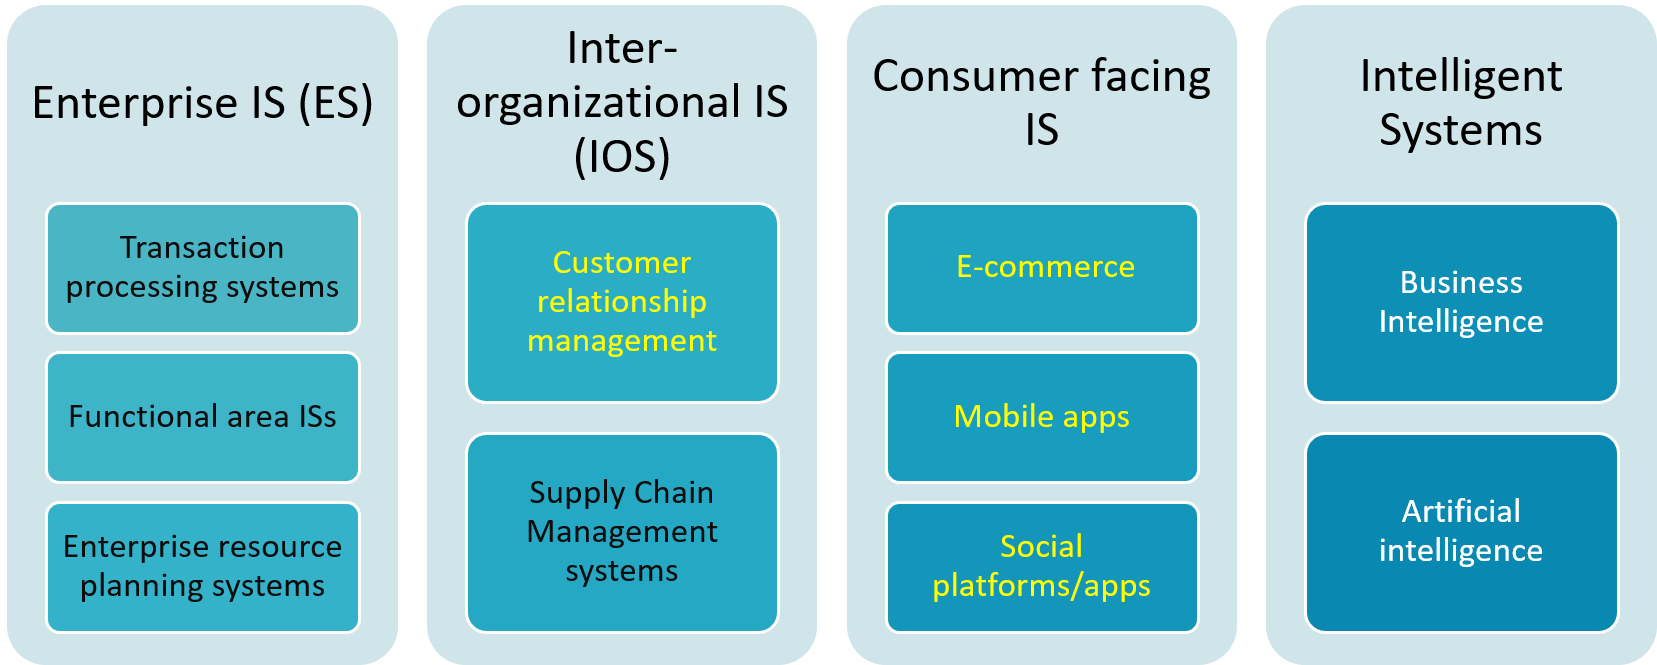 Enterprise IS (ES)
Transaction
processing systems
Functional area ISs
Enterprise resource
planning systems
Inter-
organizational IS
(IOS)
Customer
relationship
management
Supply Chain
Management
systems
Consumer facing
IS
E-commerce
Mobile apps
Social
platforms/apps
Intelligent
Systems
Business
Intelligence
Artificial
intelligence